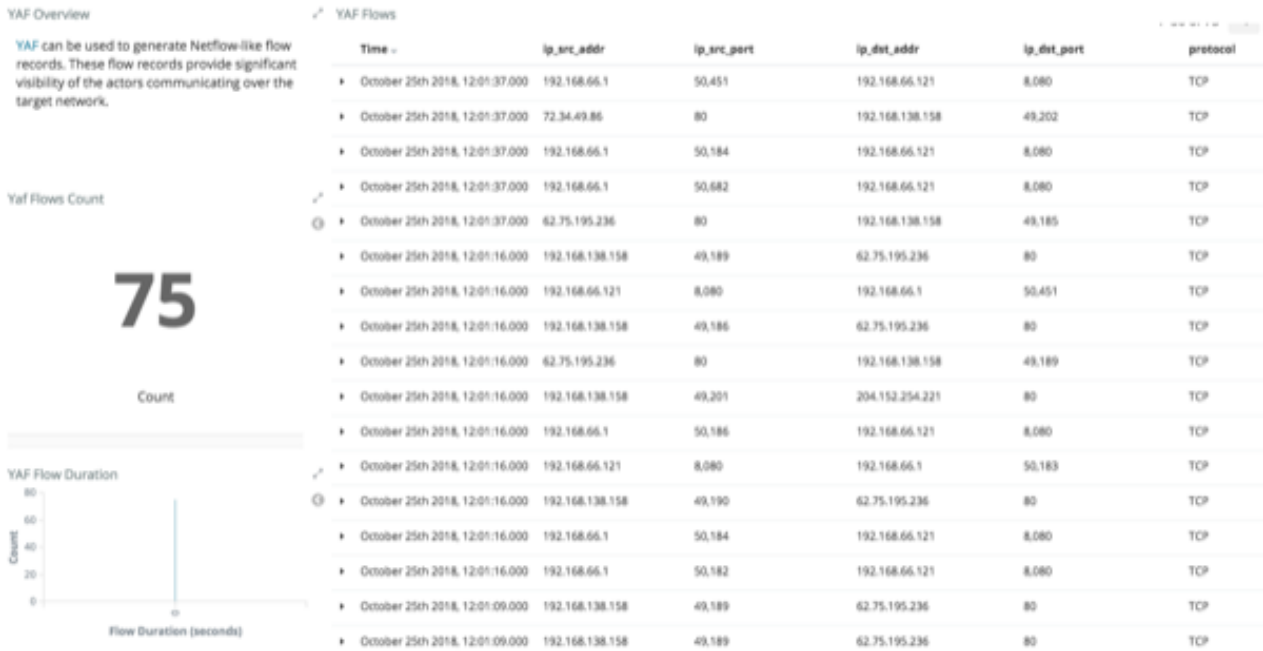 YAF Overview
YAF can be used to generate Netflow-like flow
records. These flow records provide significant
visibility of the actors communicating over the
target network.
Yaf Flows Count
75
Count
YAF Flow Duration
80
60
40
20
0
Count
0
Flow Duration (seconds)
YAF Flows
Time ip_src_addr ip_src_port ip_dst_addr ip_dst_port protocol
October 25th 2018, 12:01:37.000 192.168.66.1 50,451 192.168.66.121 8,080 TCP
October 25th 2018, 12:01:37.000 72.34.49.86 80 192.168.138.158 49,202 TCP
October 25th 2018, 12:01:37.000 192.168.66.1 50,184 192.168.66.121 8,080 TCP
October 25th 2018, 12:01:37.000 192.168.66.1 50,682 192.168.66.121 8,080 TCP
October 25th 2018, 12:01:37.000 62.75.195.236 80 192.168.138.158 49,185 TCP
October 25th 2018, 12:01:16.000 192.168.138.158 49,189 62.75.195.236 80 TCP
October 25th 2018, 12:01:16.000 192.168.66.121 8,080 192.168.66.1 50,451 TCP
October 25th 2018, 12:01:16.000 192.168.138.158 49,186 62.75.195.236 80 TCP
October 25th 2018, 12:01:16.000 62.75.195.236 80 192.168.138.158 49,189 TCP
October 25th 2018, 12:01:16.000 192.168.138.158 49,201 204.152.254.221 80 TCP
October 25th 2018, 12:01:16.000 192.168.66.1 50,186 192.168.66.121 8,080 TCP
October 25th 2018, 12:01:16.000 192.168.66.121 8,080 192.168.66.1 50,183 TCP
October 25th 2018, 12:01:16.000 192.168.138.158 49,190 62.75.195.236 80 TCP
October 25th 2018, 12:01:16.000 192.168.66.1 50,184 192.168.66.121 8,080 TCP
October 25th 2018, 12:01:16.000 192.168.66.1 50,182 192.168.66.121 8,080 TCP
October 25th 2018, 12:01:09.000 192.168.138.158 49,189 62.75.195.236 80 TCP
October 25th 2018, 12:01:09.000 192.168.138.158 49,189 62.75.195.236 80 TCP